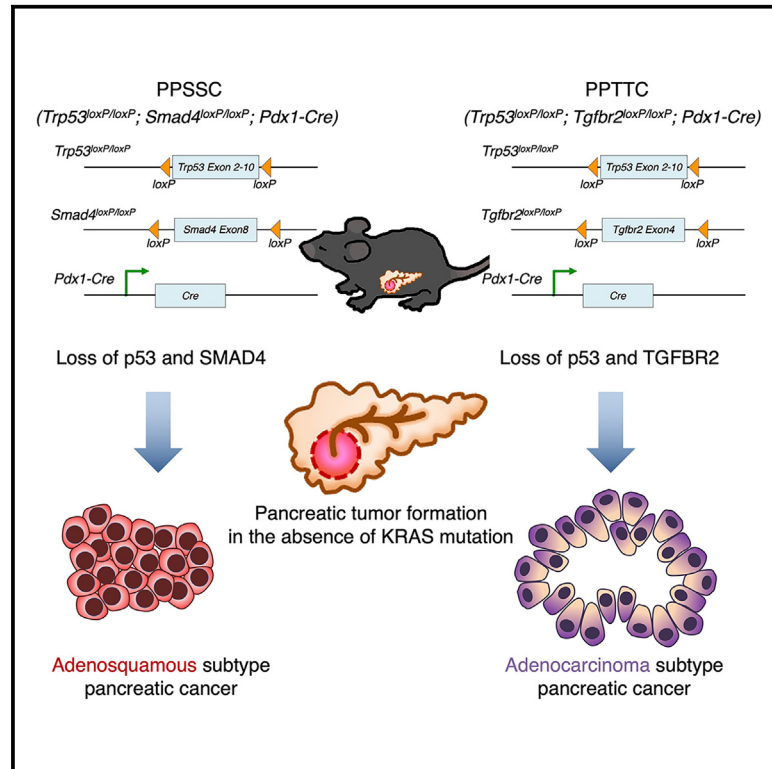 PPSSC
(Trp53loxP/loxP; Smad4loxP/loxP; Pdx1-Cre)
Trp53loxP/loxP
Trp53 Exon 2-10
loxP loxP
Smad4loxP/loxP
Smad4 Exon8
loxP loxP
Pdx1-Cre
Cre
Loss of p53 and SMAD4
PPTTC
(Trp53loxP/loxP; Tgfbr2loxP/loxP; Pdx1-Cre)
Trp53loxP/loxP
Trp53 Exon 2-10
loxP loxP
Tgfbr2loxP/loxP
Tgfbr2 Exon4
loxP loxP
Pdx1-Cre
Cre
Loss of p53 and TGFBR2
Pancreatic tumor formation
in the absence of KRAS mutation
Adenosquamous subtype
pancreatic cancer
Adenocarcinoma subtype
pancreatic cancer